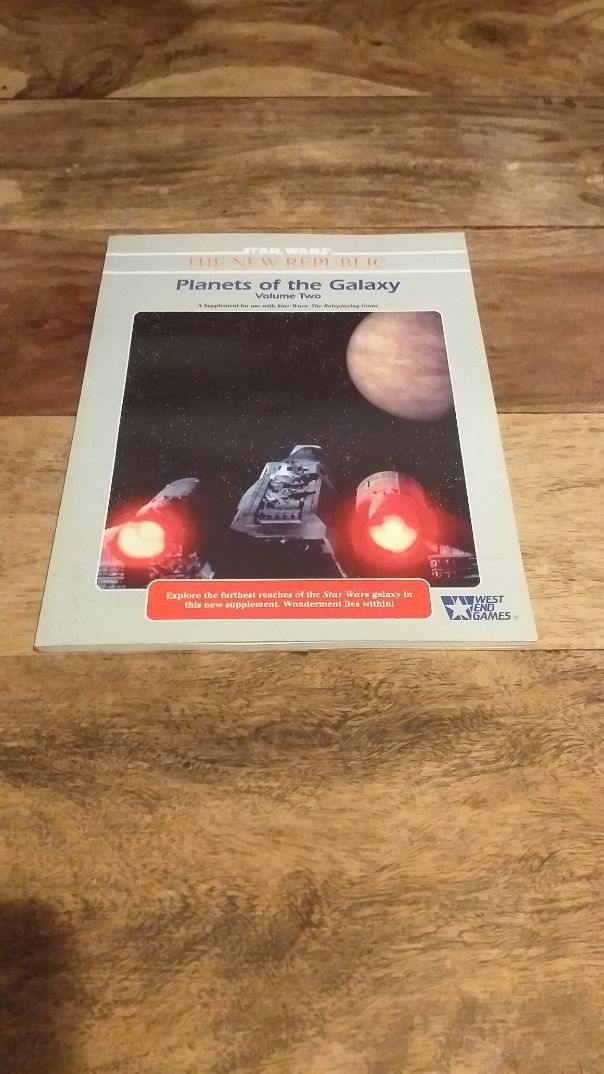 STAR WARS
THE NEW REPUBLIC
Planets of the Galaxy
Volume Two
A Supplement for use with Star Wars: The Roleplaying Game
Explore the furthest reaches of the Star Wars galaxy in
this new supplement. Wonderment lies within!
WEST
END
GAMES®